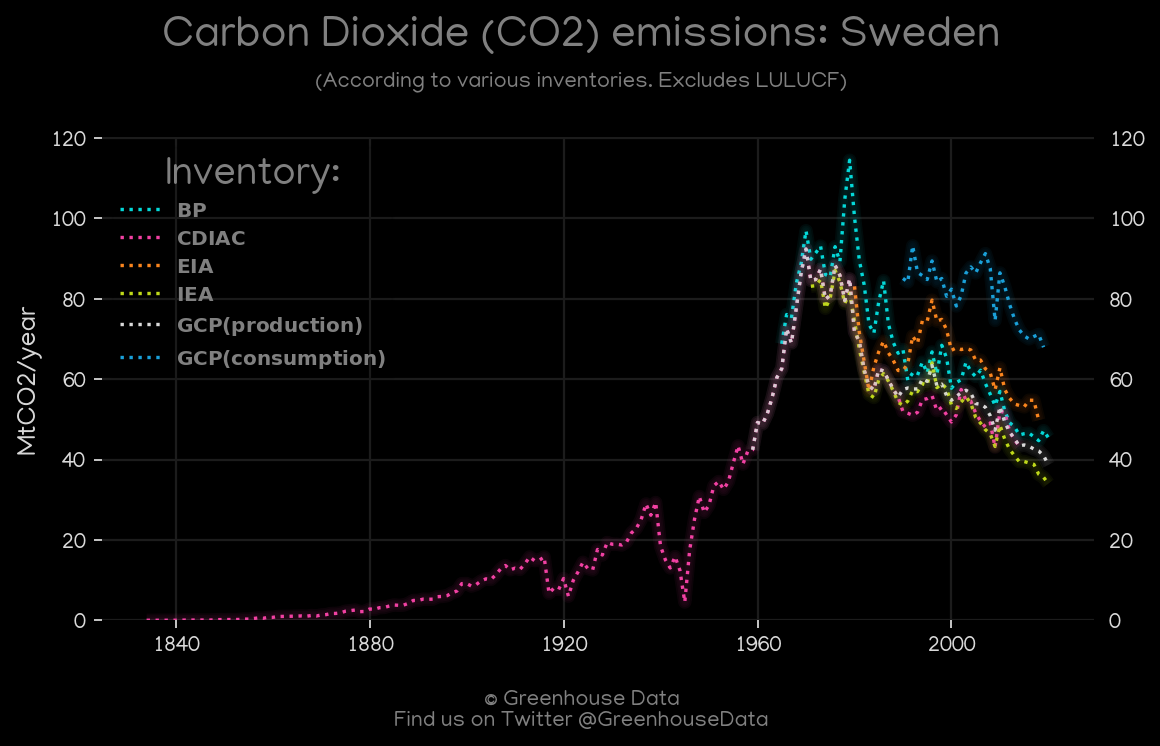 Carbon Dioxide (CO2) emissions: Sweden
(According to various inventories. Excludes LULUCF)
120 120
Inventory:
BP
100 100
CDIAC
EIA
IEA
80 80
GCP(production)
GCP(consumption)
MtCO2/year
60 60
40 40
20 20
0 0
1840 1880 1920 1960 2000
© Greenhouse Data
Find us on Twitter @GreenhouseData